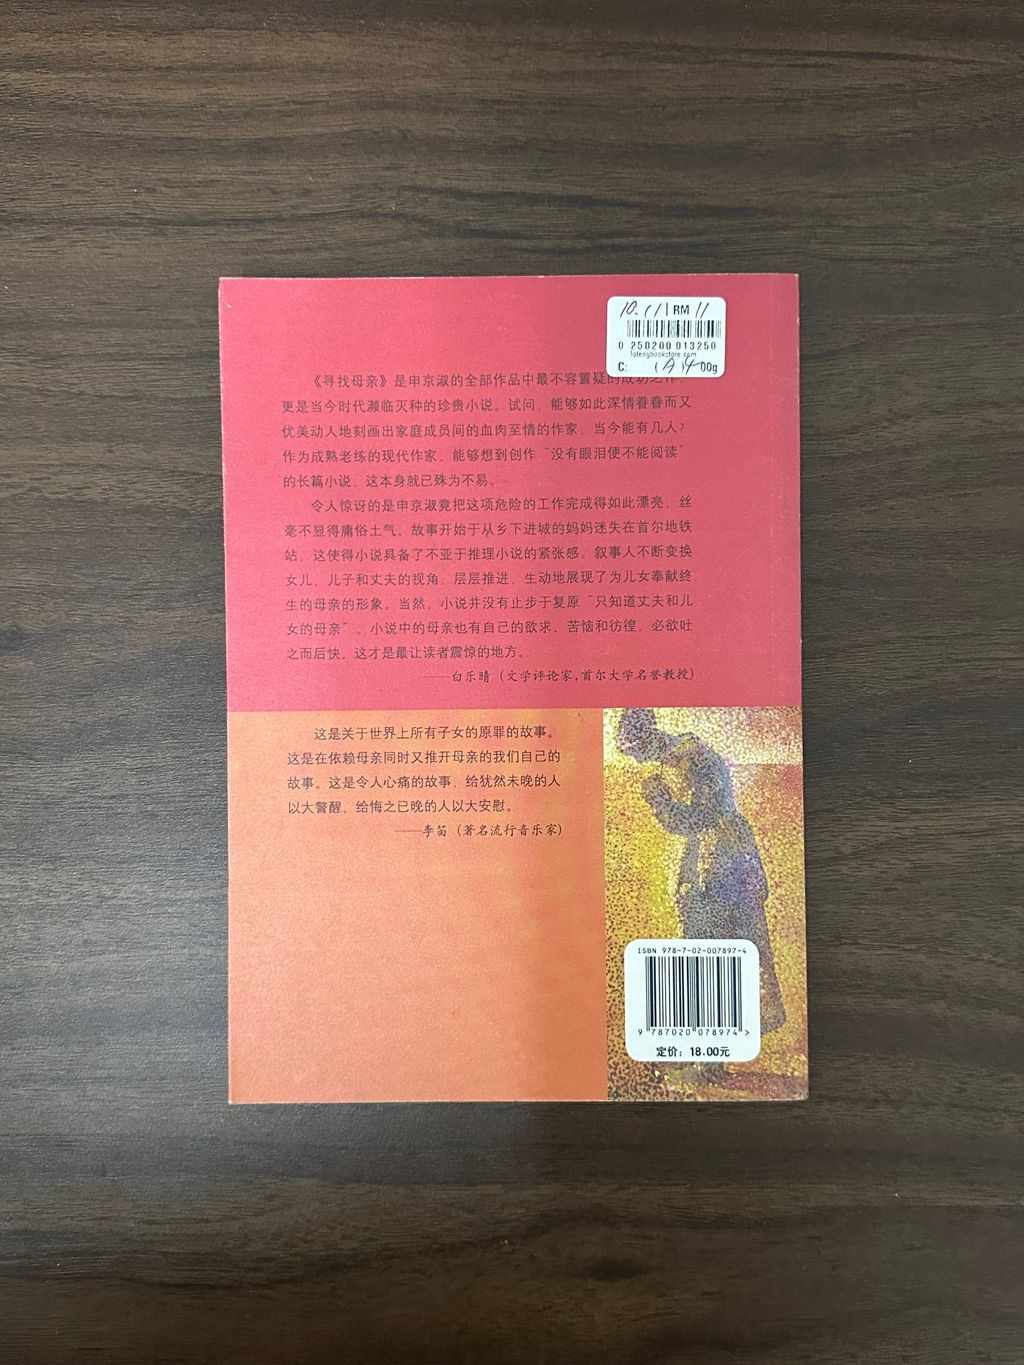 10.111 RM 11
0 250200 013250
totengbookstore.com
C: (A)4 00g
《寻找母亲》是申京淑的全部作品中最不容置疑的成功之作,
更是当今时代濒临灭种的珍贵小说。试问,能够如此深情眷眷而又
优美动人地刻画出家庭成员间的血肉至情的作家,当今能有几人?
作为成熟老练的现代作家,能够想到创作“没有眼泪便不能阅读”
的长篇小说,这本身就已殊为不易。
令人惊讶的是申京淑竟把这项危险的工作完成得如此漂亮,丝
毫不显得庸俗土气。故事开始于从乡下进城的妈妈迷失在首尔地铁
站,这使得小说具备了不亚于推理小说的紧张感。叙事人不断变换
女儿、儿子和丈夫的视角,层层推进,生动地展现了为儿女奉献终
生的母亲的形象。当然,小说并没有止步于复原“只知道丈夫和儿
女的母亲”。小说中的母亲也有自己的欲求、苦恼和彷徨,必欲吐
之而后快,这才是最让读者震惊的地方。
——白乐晴(文学评论家,首尔大学名誉教授)
这是关于世界上所有子女的原罪的故事。
这是在依赖母亲同时又推开母亲的我们自己的
故事。这是令人心痛的故事,给犹然未晚的人
以大警醒,给悔之已晚的人以大安慰。
——李笛(著名流行音乐家)
ISBN 978-7-02-007897-4
9 787020 078974 >
定价:18.00元